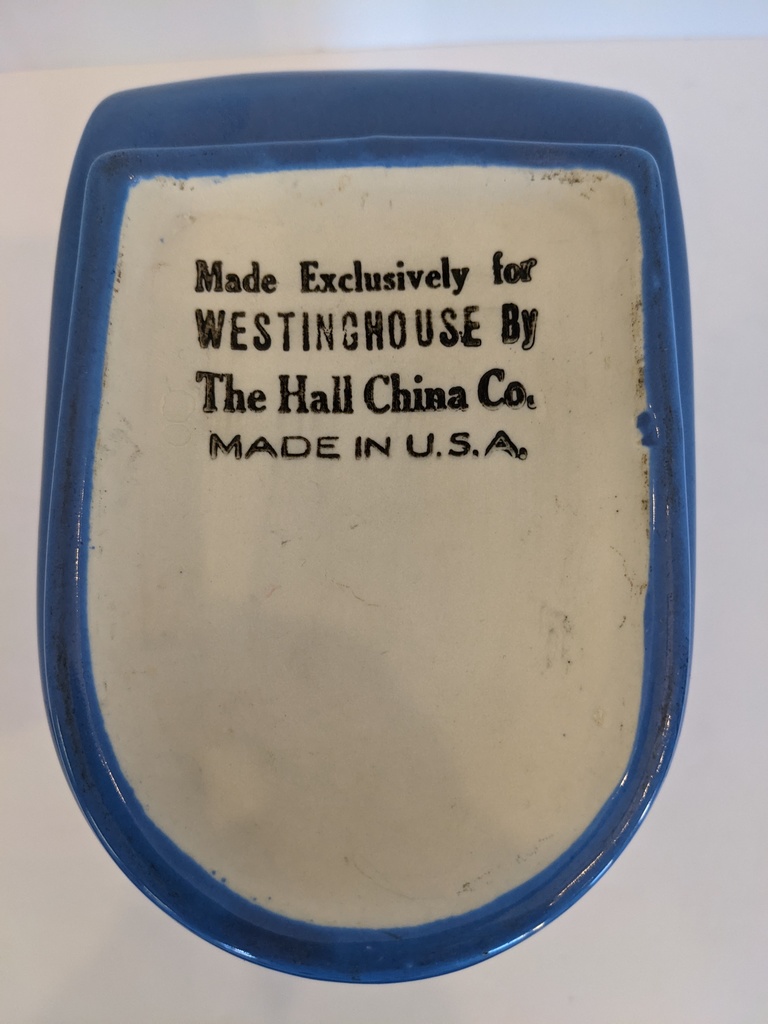 Made Exclusively for
WESTINGHOUSE By
The Hall China Co.
MADE IN U.S.A.